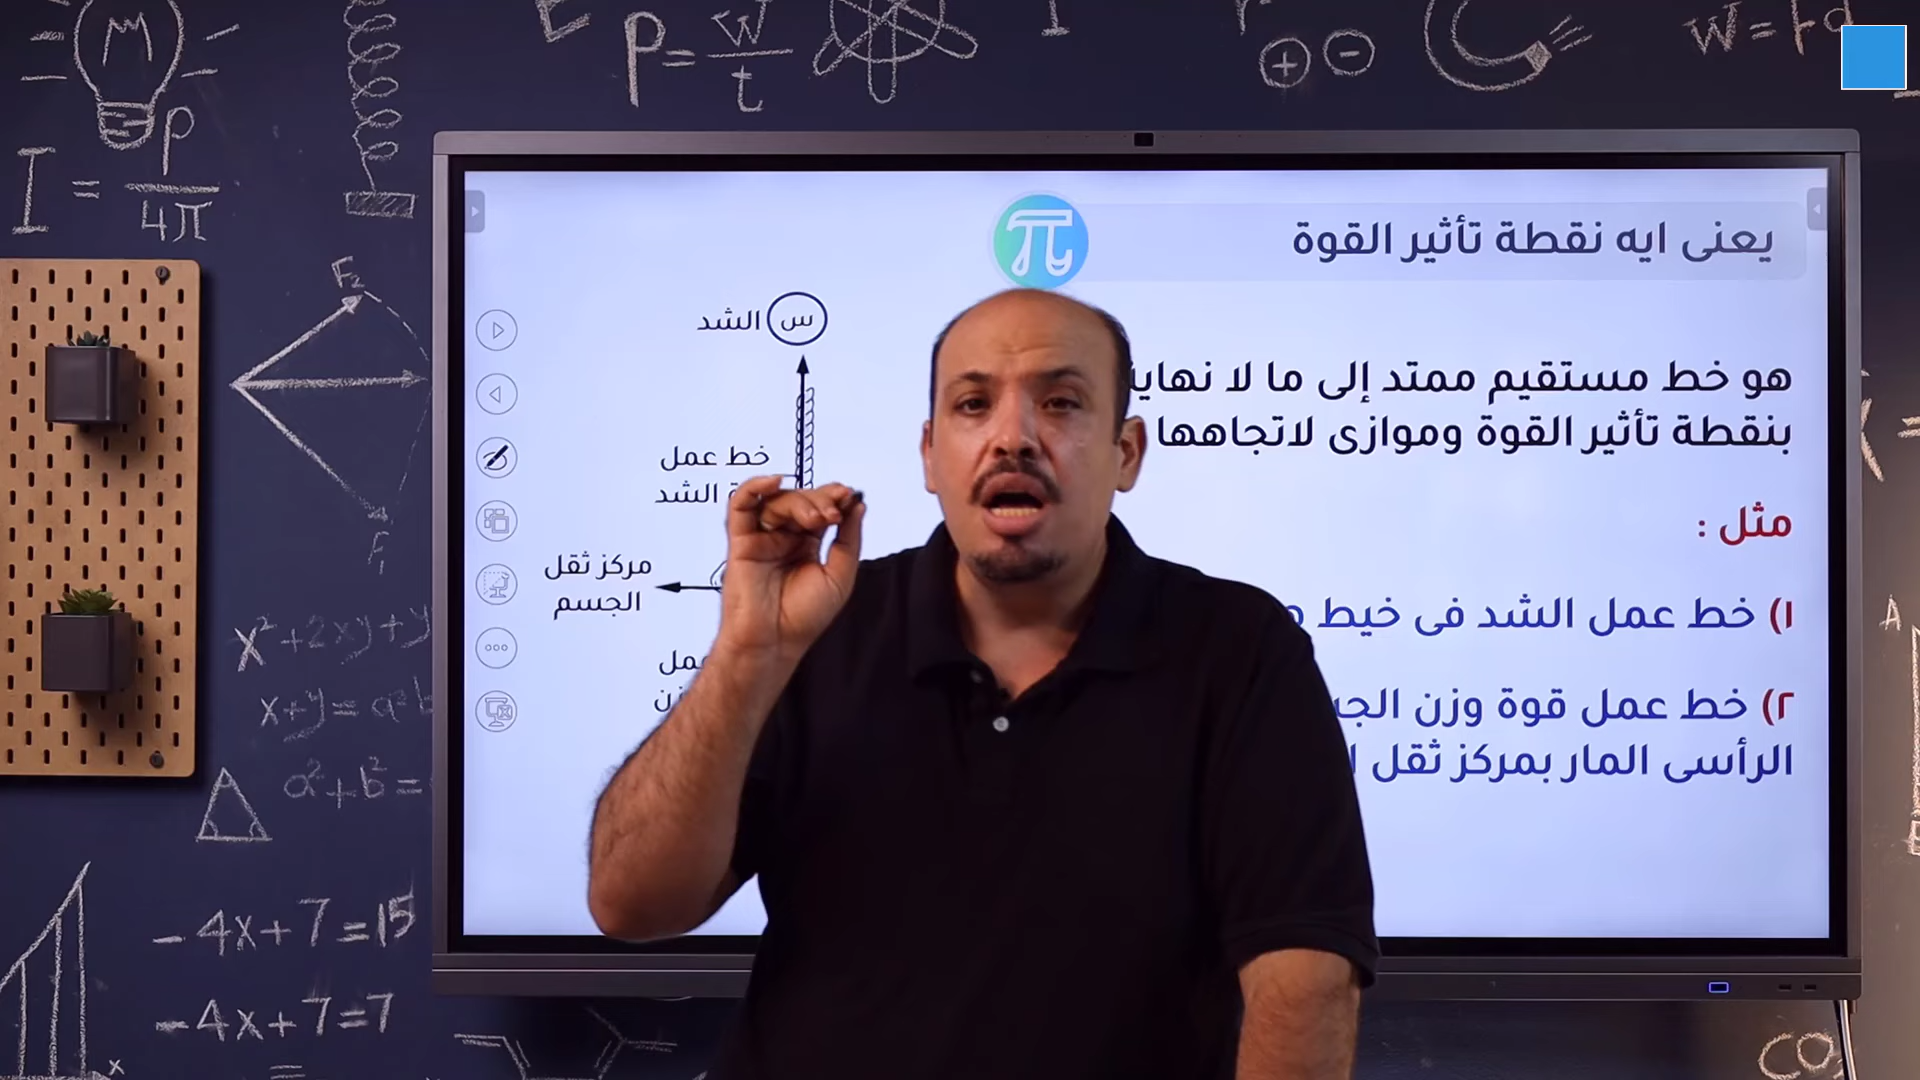 P = W/t
I
+ -
I = P/4π
يعنى ايه نقطة تأثير القوة
س
الشد
F2
هو خط مستقيم ممتد إلى ما لا
بنقطة تأثير القوة وموازى لاتجاهها
خط عمل
الشد
مثل :
مركز ثقل
الجسم
١) خط عمل الشد فى خيط
٢) خط عمل قوة وزن
الرأسى المار بمركز ثقل
x²+2xy+y
x+y=a²b
a²+b²=
A
-4x+7=15
-4x+7=7
x
=